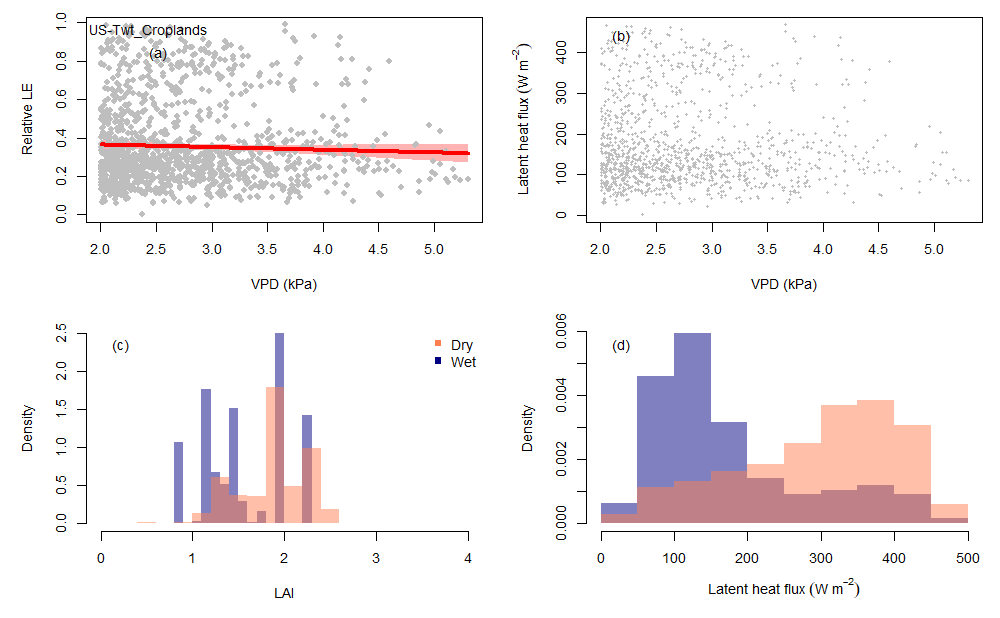 US-Twt_Croplands
(a)
Relative LE
0.0 0.2 0.4 0.6 0.8 1.0
2.0 2.5 3.0 3.5 4.0 4.5 5.0
VPD (kPa)
(b)
Latent heat flux (W m−2)
0 100 200 300 400
2.0 2.5 3.0 3.5 4.0 4.5 5.0
VPD (kPa)
(c)
Dry
Wet
Density
0.0 0.5 1.0 1.5 2.0 2.5
0 1 2 3 4
LAI
(d)
Density
0.000 0.002 0.004 0.006
0 100 200 300 400 500
Latent heat flux (W m−2)